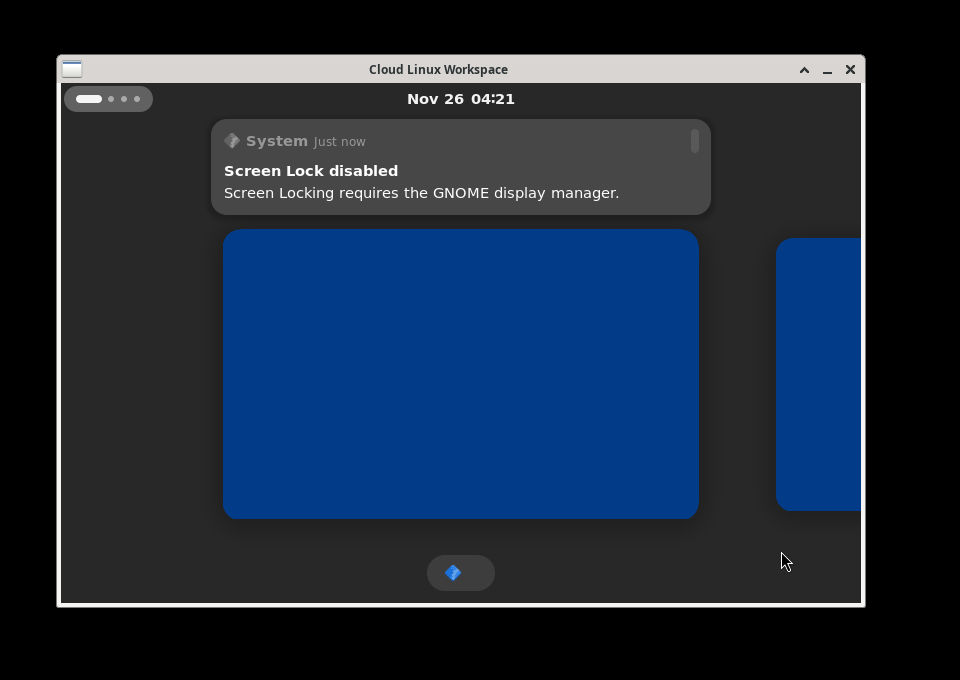 Cloud Linux Workspace
Nov 26 04:21
System Just now
Screen Lock disabled
Screen Locking requires the GNOME display manager.